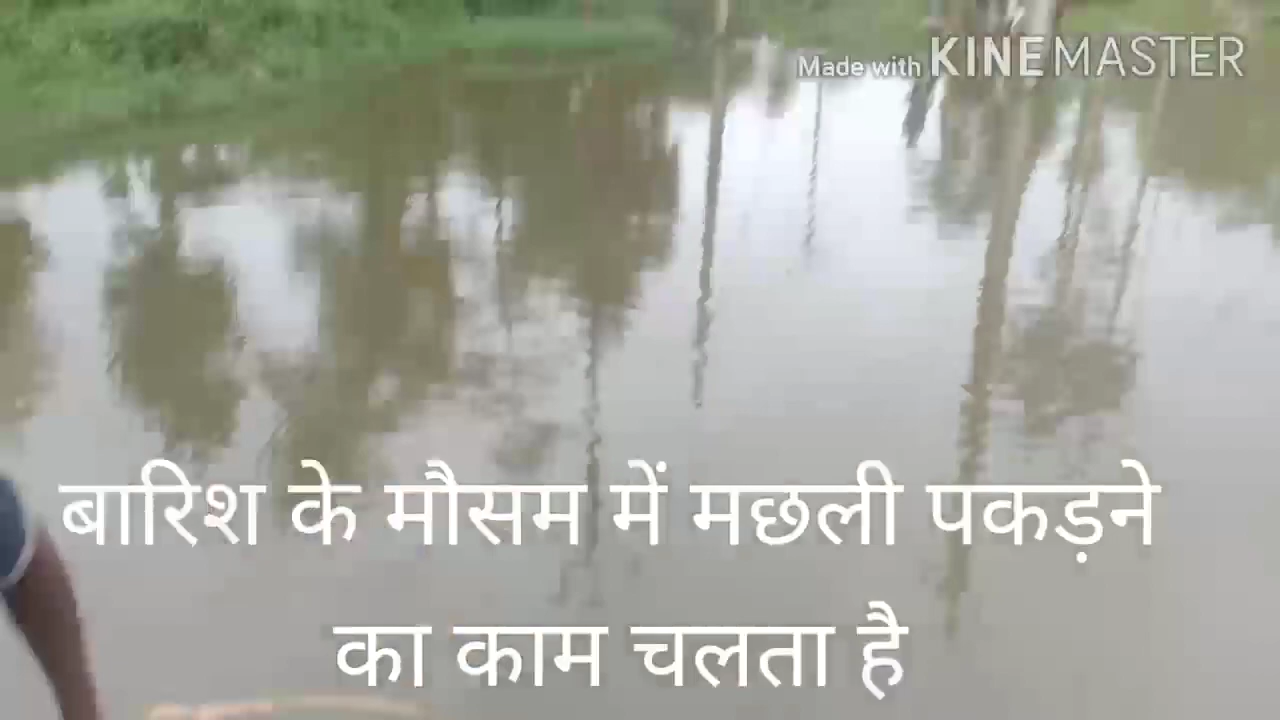 Made with KINEMASTER
बारिश के मौसम में मछली पकड़ने
का काम चलता है